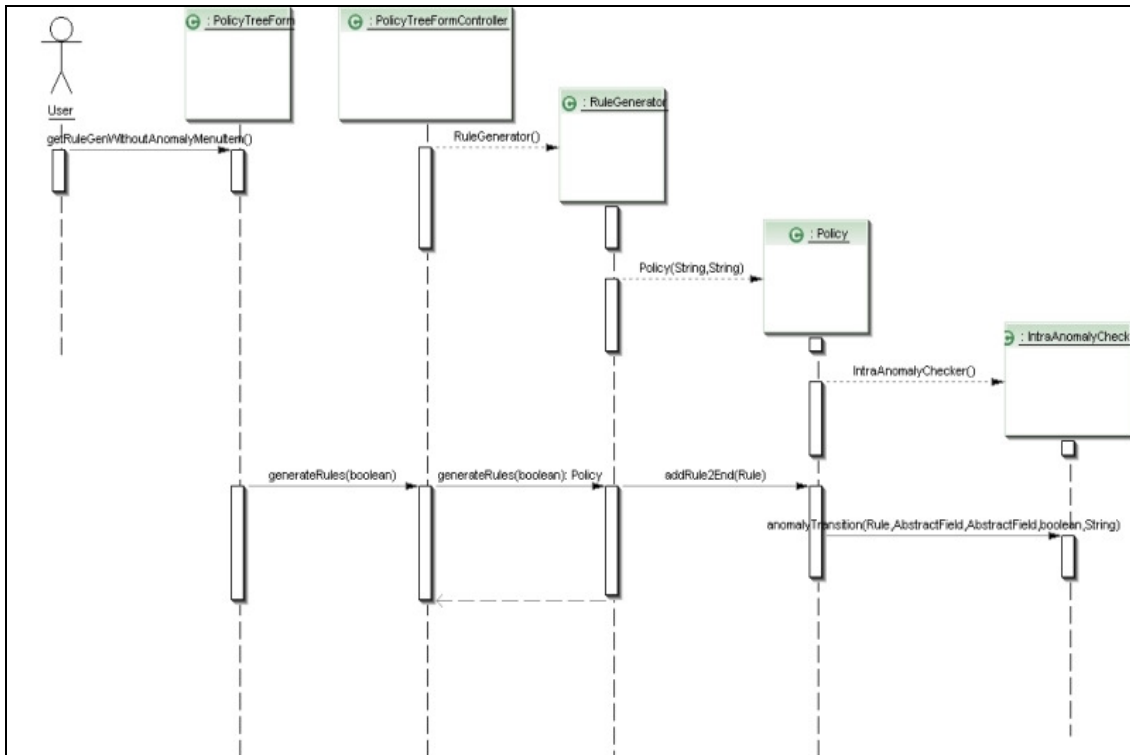 : PolicyTreeForm
: PolicyTreeFormController
: RuleGenerator
User
getRuleGenWithoutAnomalyMenuItem()
RuleGenerator()
: Policy
Policy(String,String)
: IntraAnomalyCheck
IntraAnomalyChecker()
generateRules(boolean)
generateRules(boolean): Policy
addRule2End(Rule)
anomalyTransition(Rule,AbstractField,AbstractField,boolean,String)